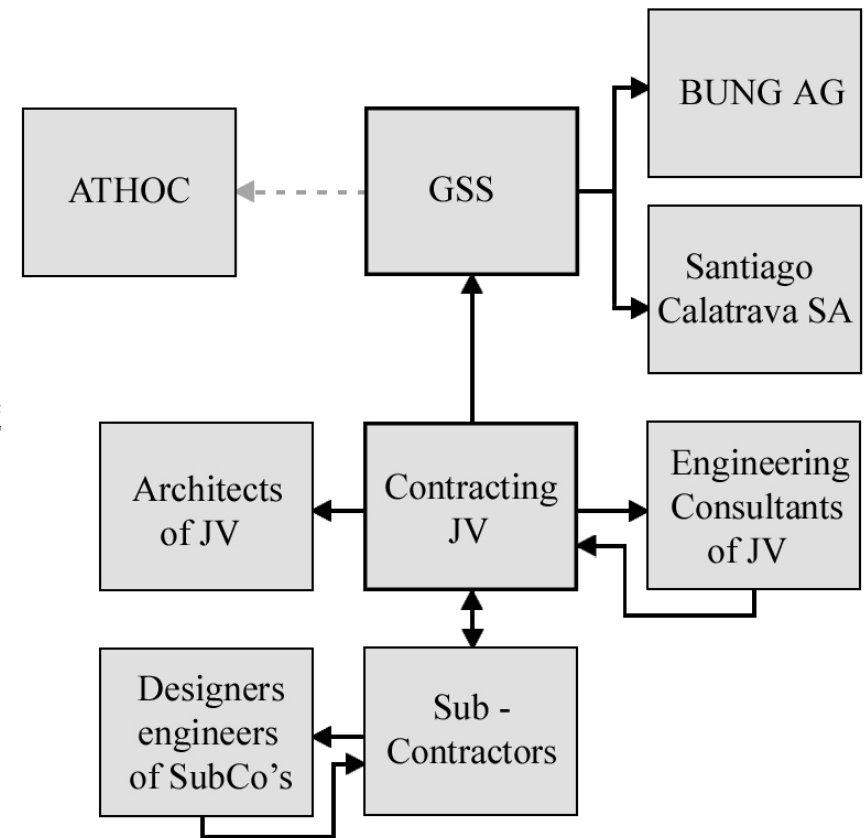 BUNG AG
ATHOC
GSS
Santiago
Calatrava SA
Architects
of JV
Contracting
JV
Engineering
Consultants
of JV
Designers
engineers
of SubCo’s
Sub -
Contractors